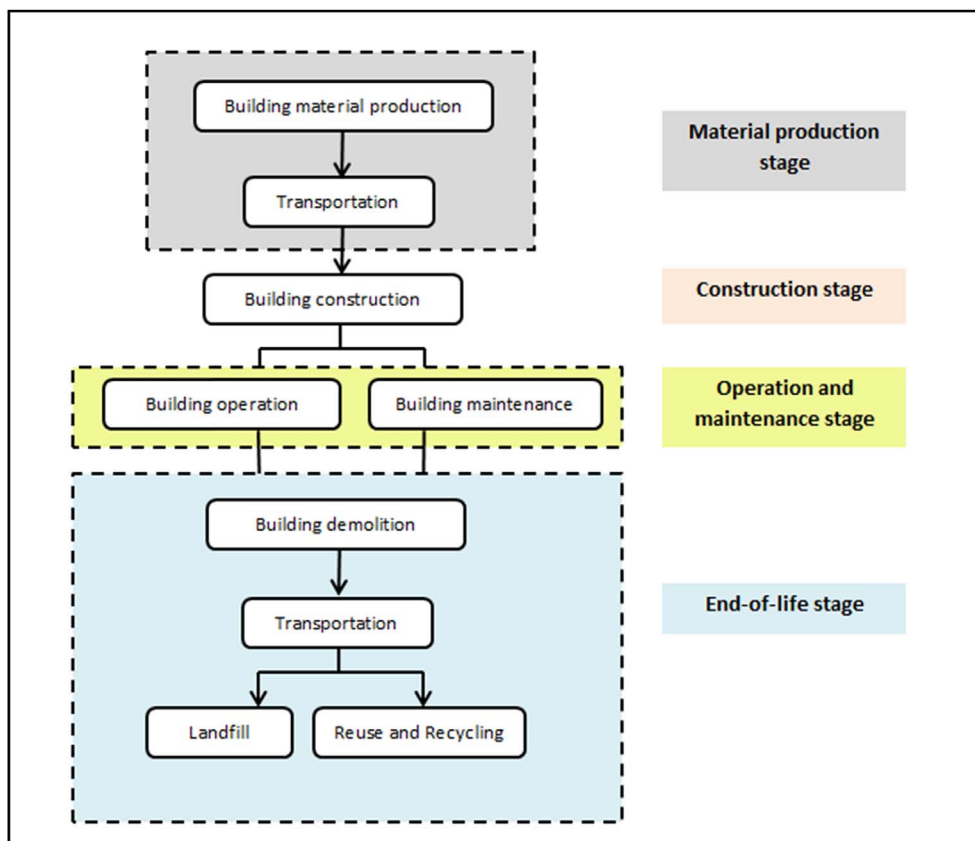 Building material production
Transportation
Material production
stage
Building construction
Construction stage
Building operation
Building maintenance
Operation and
maintenance stage
Building demolition
Transportation
End-of-life stage
Landfill
Reuse and Recycling